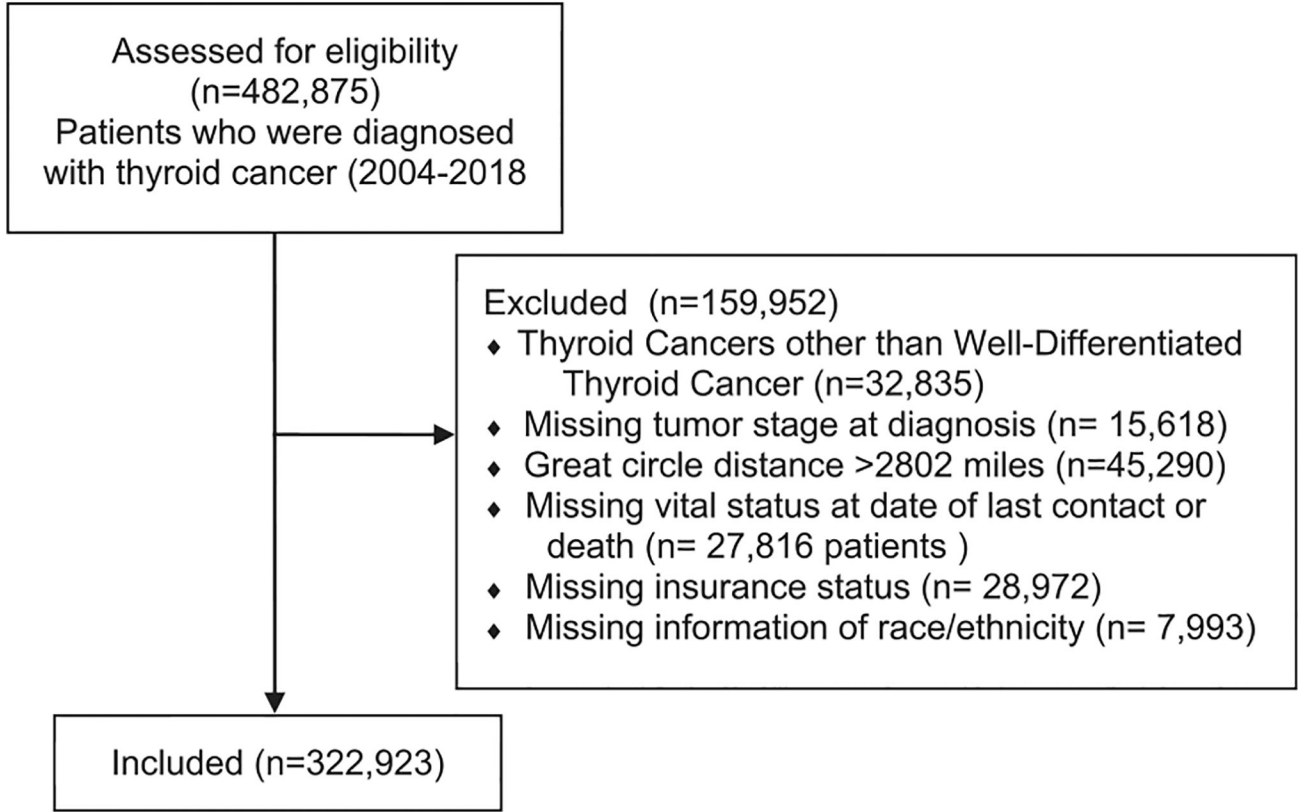 Assessed for eligibility
(n=482,875)
Patients who were diagnosed
with thyroid cancer (2004-2018
Excluded (n=159,952)
♦ Thyroid Cancers other than Well-Differentiated
Thyroid Cancer (n=32,835)
♦ Missing tumor stage at diagnosis (n= 15,618)
♦ Great circle distance >2802 miles (n=45,290)
♦ Missing vital status at date of last contact or
death (n= 27,816 patients )
♦ Missing insurance status (n= 28,972)
♦ Missing information of race/ethnicity (n= 7,993)
Included (n=322,923)